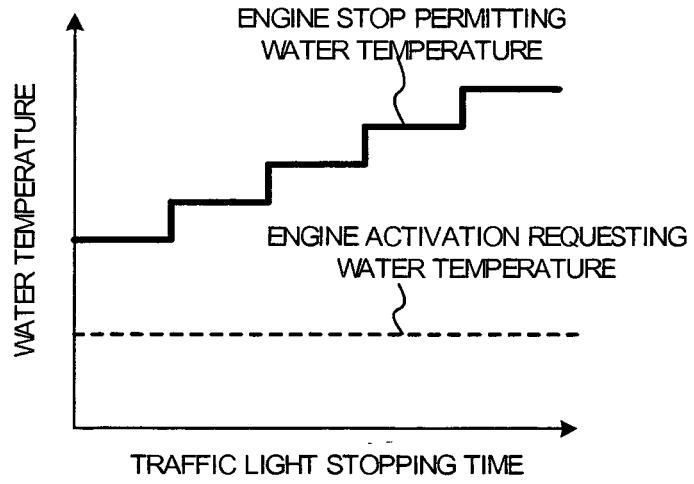 ENGINE STOP PERMITTING
WATER TEMPERATURE
WATER TEMPERATURE
ENGINE ACTIVATION REQUESTING
WATER TEMPERATURE
TRAFFIC LIGHT STOPPING TIME